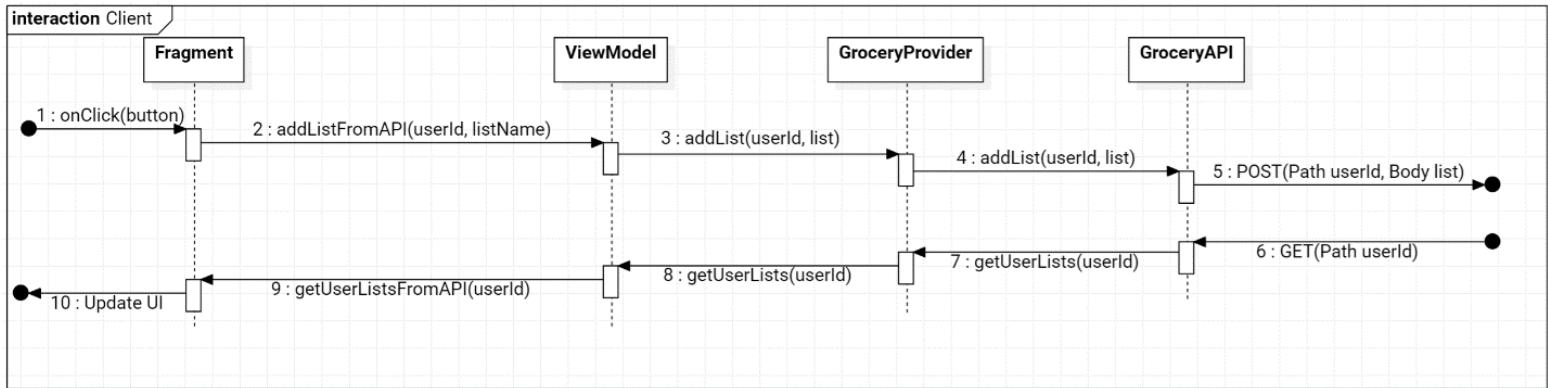 interaction Client
Fragment
ViewModel
GroceryProvider
GroceryAPI
1 : onClick(button)
2 : addListFromAPI(userId, listName)
3 : addList(userId, list)
4 : addList(userId, list)
5 : POST(Path userId, Body list)
6 : GET(Path userId)
7 : getUserLists(userId)
8 : getUserLists(userId)
9 : getUserListsFromAPI(userId)
10 : Update UI